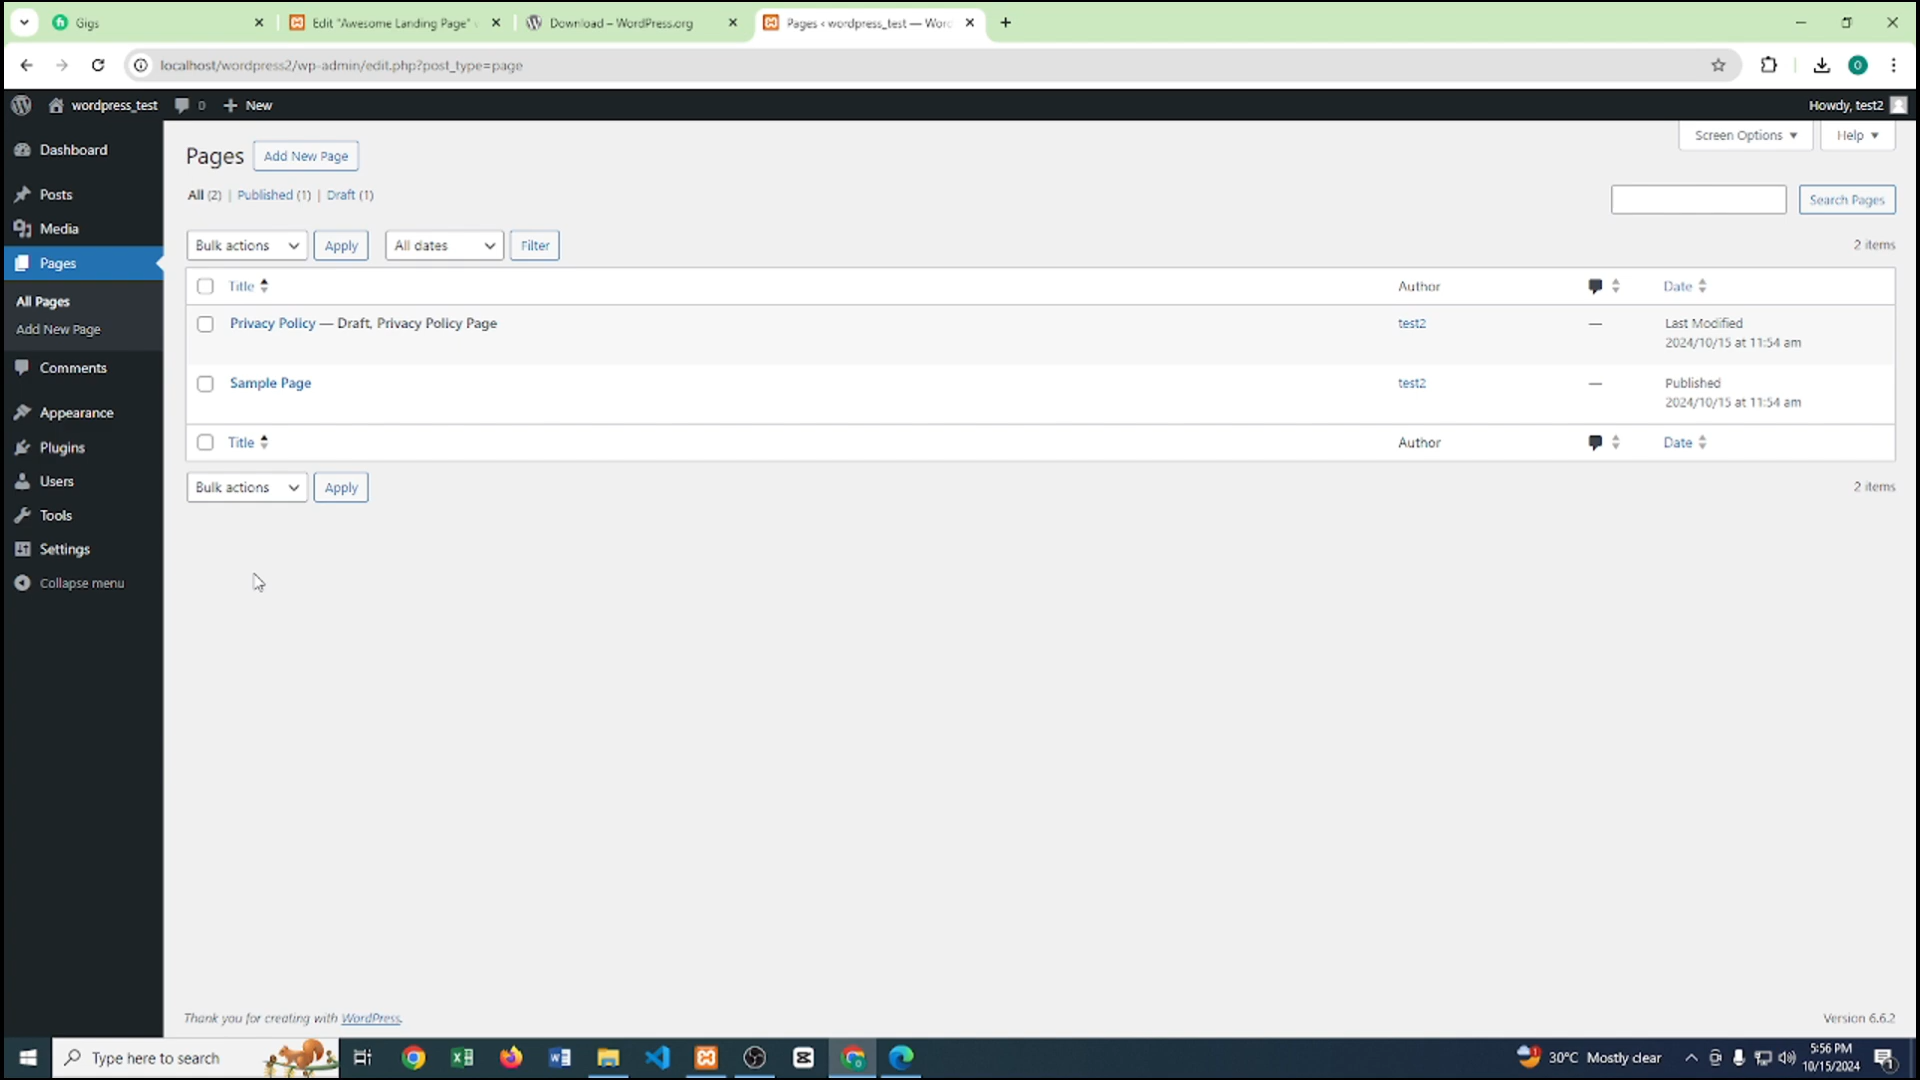 Gigs
Edit "Awesome Landing Page"
Download – WordPress.org
Pages ‹ wordpress_test — Wor
localhost/wordpress2/wp-admin/edit.php?post_type=page
wordpress_test 0 New
Howdy, test2
Dashboard
Posts
Media
Pages
All Pages
Add New Page
Comments
Appearance
Plugins
Users
Tools
Settings
Collapse menu
Screen Options
Help
Pages Add New Page
All (2) | Published (1) | Draft (1)
Search Pages
Bulk actions Apply All dates Filter
2 items
Title Author Date
Privacy Policy — Draft, Privacy Policy Page test2 — Last Modified
2024/10/15 at 11:54 am
Sample Page test2 — Published
2024/10/15 at 11:54 am
Title Author Date
Bulk actions Apply
2 items
Thank you for creating with WordPress.
Version 6.6.2
Type here to search
30°C Mostly clear
5:56 PM
10/15/2024